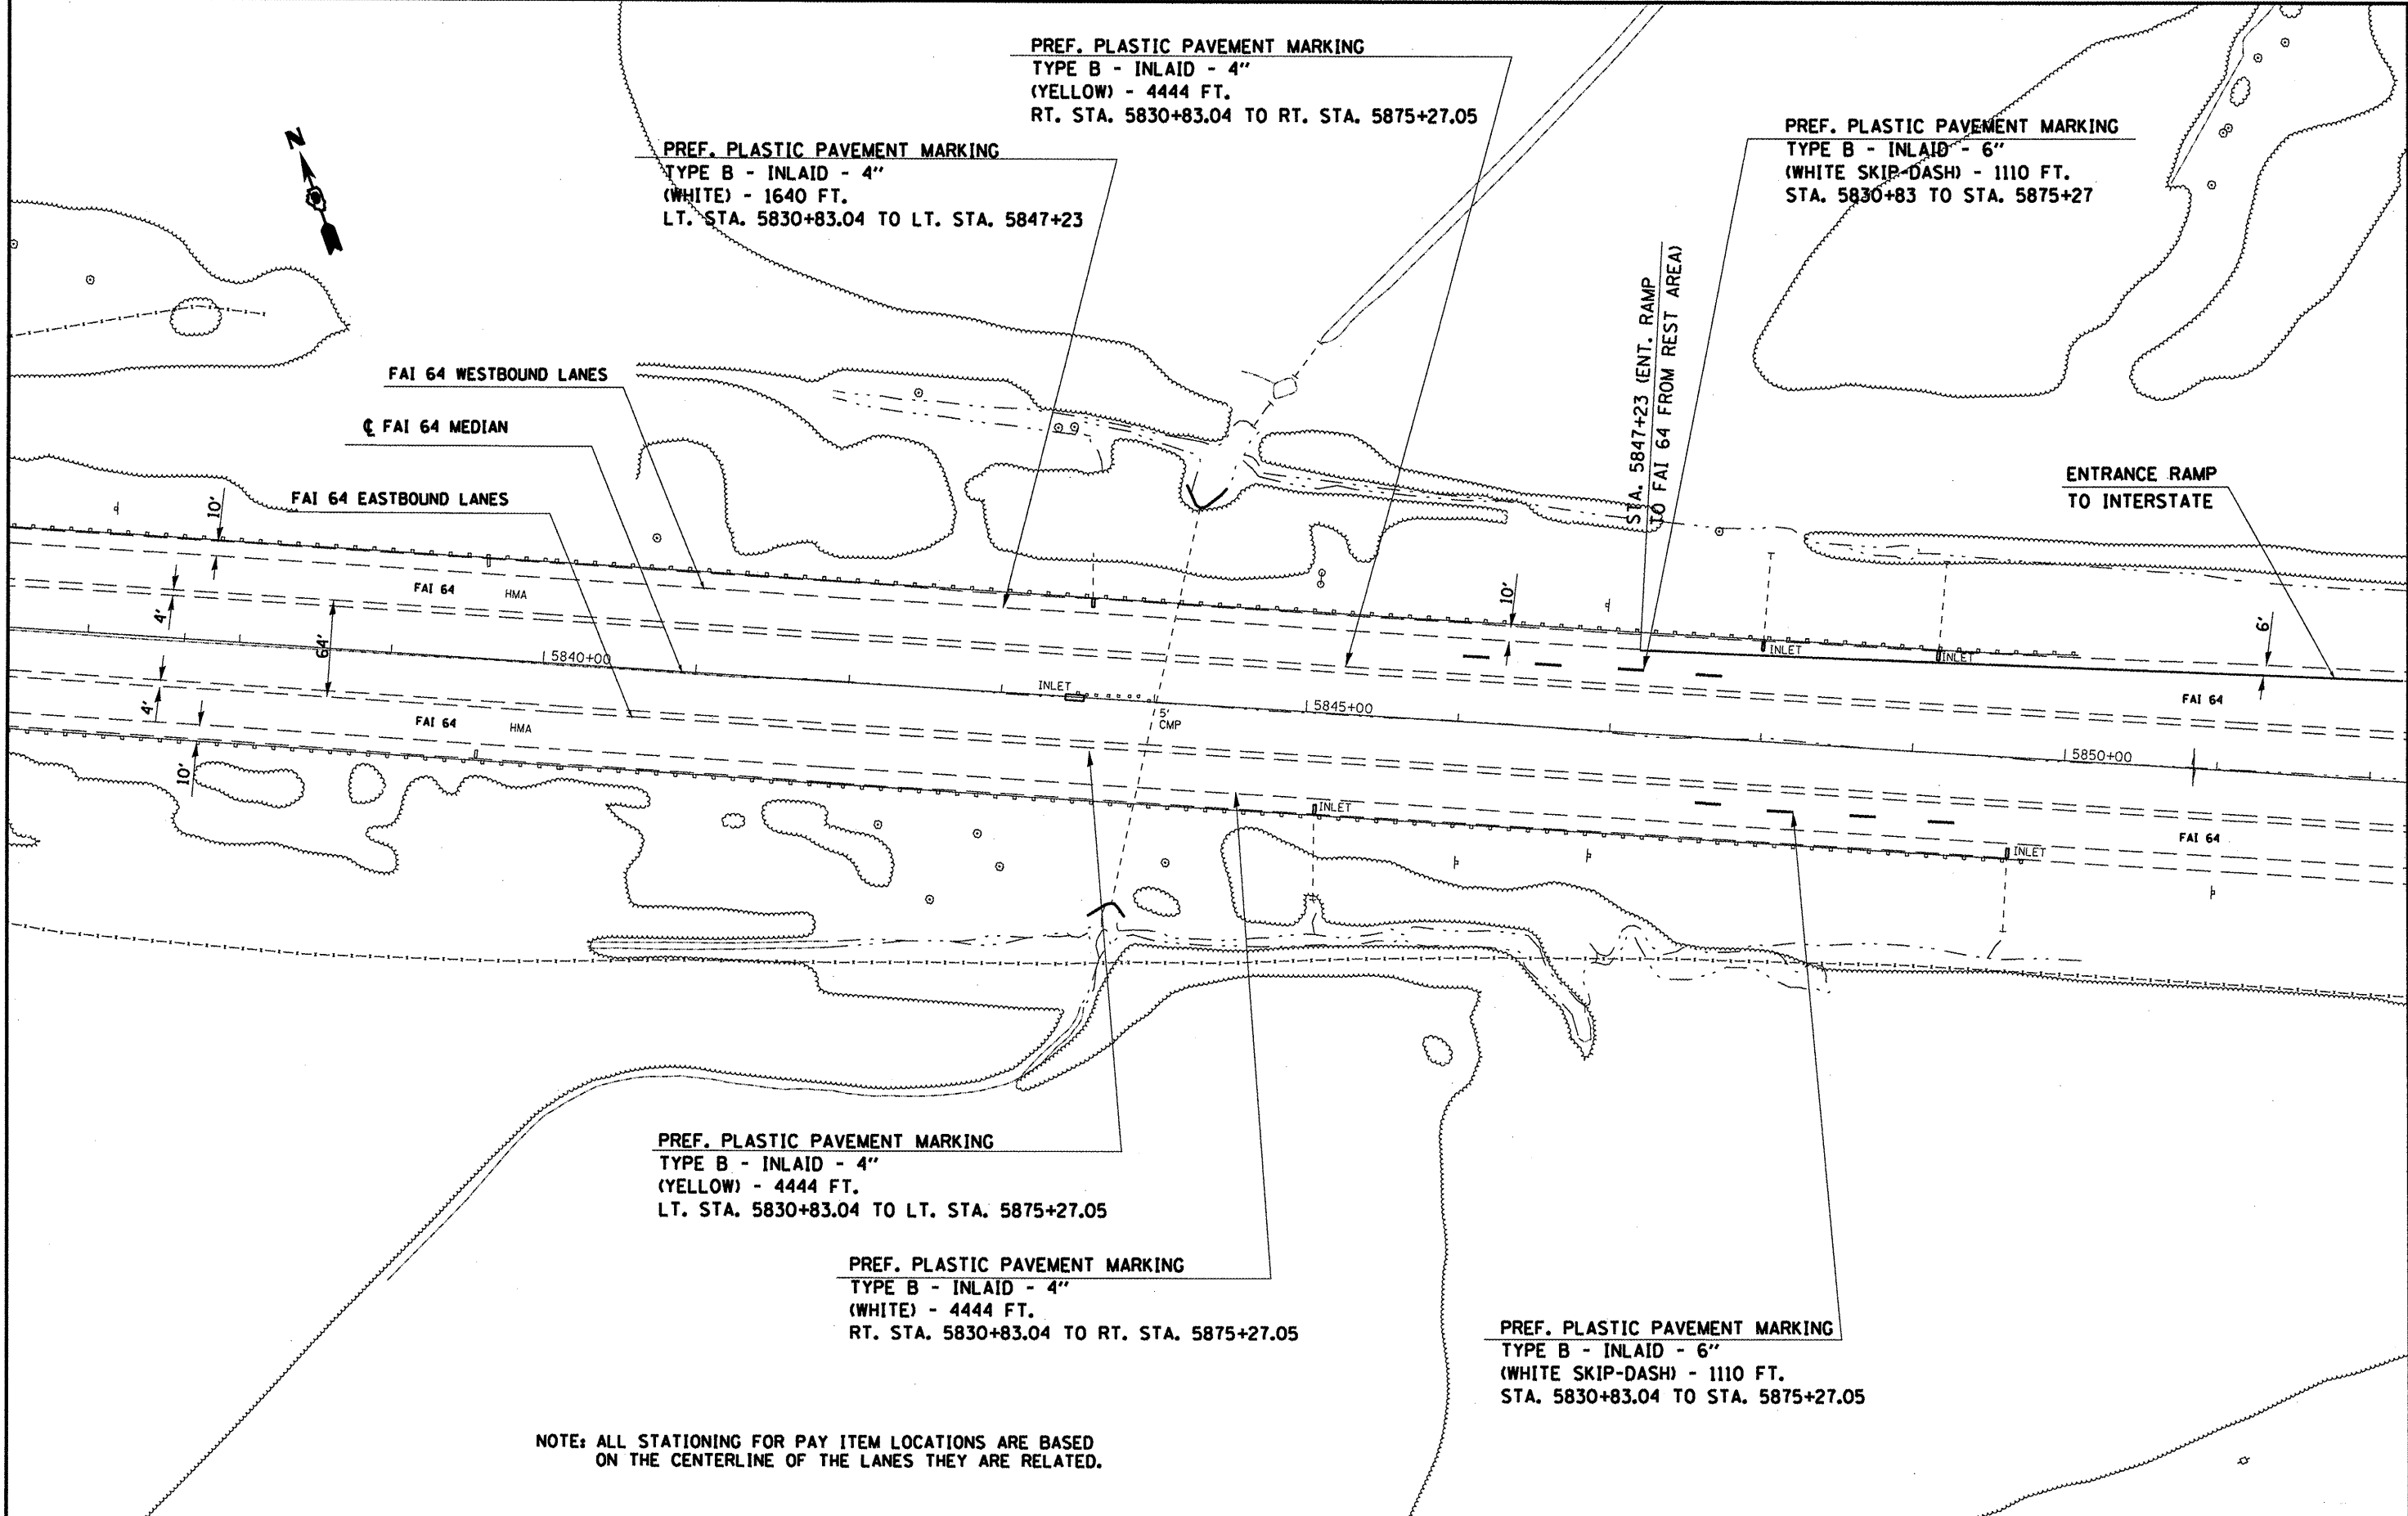 PREF. PLASTIC PAVEMENT MARKING
TYPE B - INLAID - 4"
(YELLOW) - 4444 FT.
RT. STA. 5830+83.04 TO RT. STA. 5875+27.05
PREF. PLASTIC PAVEMENT MARKING
TYPE B - INLAID - 6"
(WHITE SKIP-DASH) - 1110 FT.
STA. 5830+83 TO STA. 5875+27
PREF. PLASTIC PAVEMENT MARKING
TYPE B - INLAID - 4"
(WHITE) - 1640 FT.
LT. STA. 5830+83.04 TO LT. STA. 5847+23
N
STA. 5847+23 (ENT. RAMP
TO FAI 64 FROM REST AREA)
FAI 64 WESTBOUND LANES
℄ FAI 64 MEDIAN
FAI 64 EASTBOUND LANES
ENTRANCE RAMP
TO INTERSTATE
10'
10'
6'
FAI 64
HMA
4'
64'
5840+00
INLET
INLET
INLET
5'
CMP
5845+00
FAI 64
5850+00
4'
FAI 64
HMA
10'
INLET
INLET
FAI 64
PREF. PLASTIC PAVEMENT MARKING
TYPE B - INLAID - 4"
(YELLOW) - 4444 FT.
LT. STA. 5830+83.04 TO LT. STA. 5875+27.05
PREF. PLASTIC PAVEMENT MARKING
TYPE B - INLAID - 4"
(WHITE) - 4444 FT.
RT. STA. 5830+83.04 TO RT. STA. 5875+27.05
PREF. PLASTIC PAVEMENT MARKING
TYPE B - INLAID - 6"
(WHITE SKIP-DASH) - 1110 FT.
STA. 5830+83.04 TO STA. 5875+27.05
NOTE: ALL STATIONING FOR PAY ITEM LOCATIONS ARE BASED
ON THE CENTERLINE OF THE LANES THEY ARE RELATED.